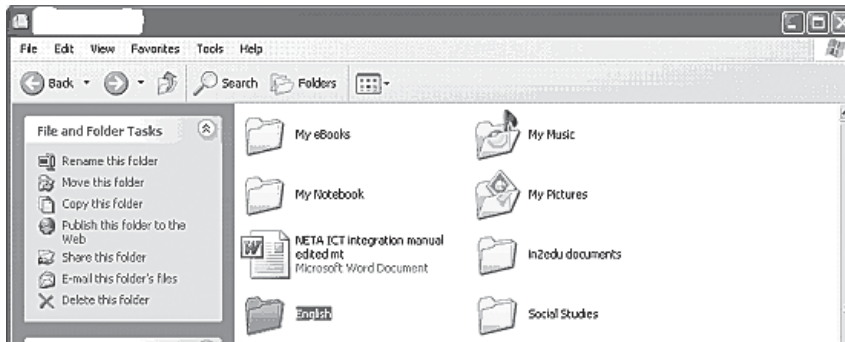 File Edit View Favorites Tools Help
Back Search Folders
File and Folder Tasks
Rename this folder
Move this folder
Copy this folder
Publish this folder to the
Web
Share this folder
E-mail this folder's files
Delete this folder
My eBooks
My Music
My Notebook
My Pictures
NETA ICT integration manual
edited mt
Microsoft Word Document
in2edu documents
English
Social Studies